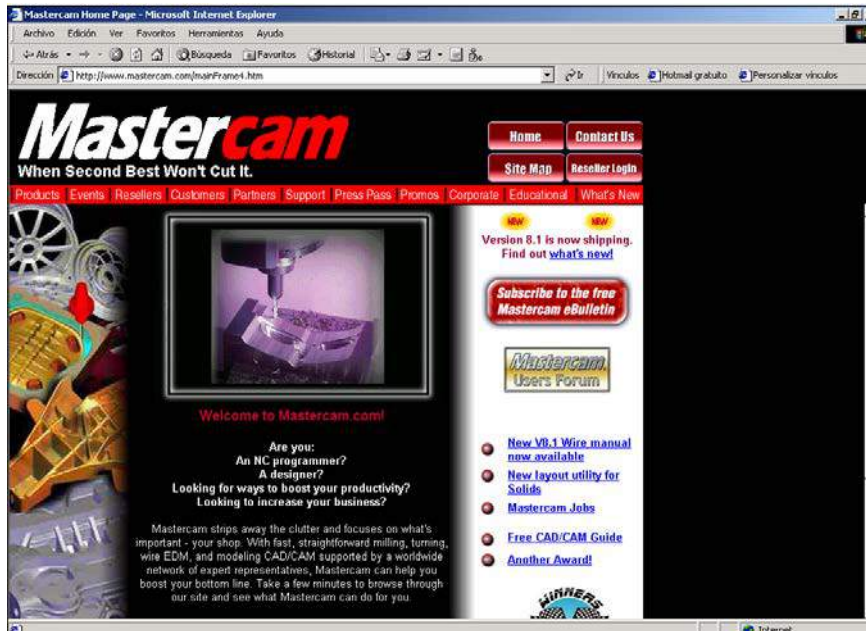 Mastercam Home Page - Microsoft Internet Explorer
Archivo Edición Ver Favoritos Herramientas Ayuda
Atrás Búsqueda Favoritos Historial
Dirección http://www.mastercam.com/mainFrame4.htm Ir Vínculos Hotmail gratuito Personalizar vínculos
Mastercam
When Second Best Won't Cut It.
Home Contact Us
Site Map Reseller Login
Products Events Resellers Customers Partners Support Press Pass Promos Corporate Educational What's New
NEW NEW
Version 8.1 is now shipping.
Find out what's new!
Subscribe to the free
Mastercam eBulletin
Mastercam
Users Forum
Welcome to Mastercam.com!
Are you:
An NC programmer?
A designer?
Looking for ways to boost your productivity?
Looking to increase your business?
Mastercam strips away the clutter and focuses on what's
important - your shop. With fast, straightforward milling, turning,
wire EDM, and modeling CAD/CAM supported by a worldwide
network of expert representatives, Mastercam can help you
boost your bottom line. Take a few minutes to browse through
our site and see what Mastercam can do for you.
New V8.1 Wire manual
now available
New layout utility for
Solids
Mastercam Jobs
Free CAD/CAM Guide
Another Award!
WINNERS
Internet